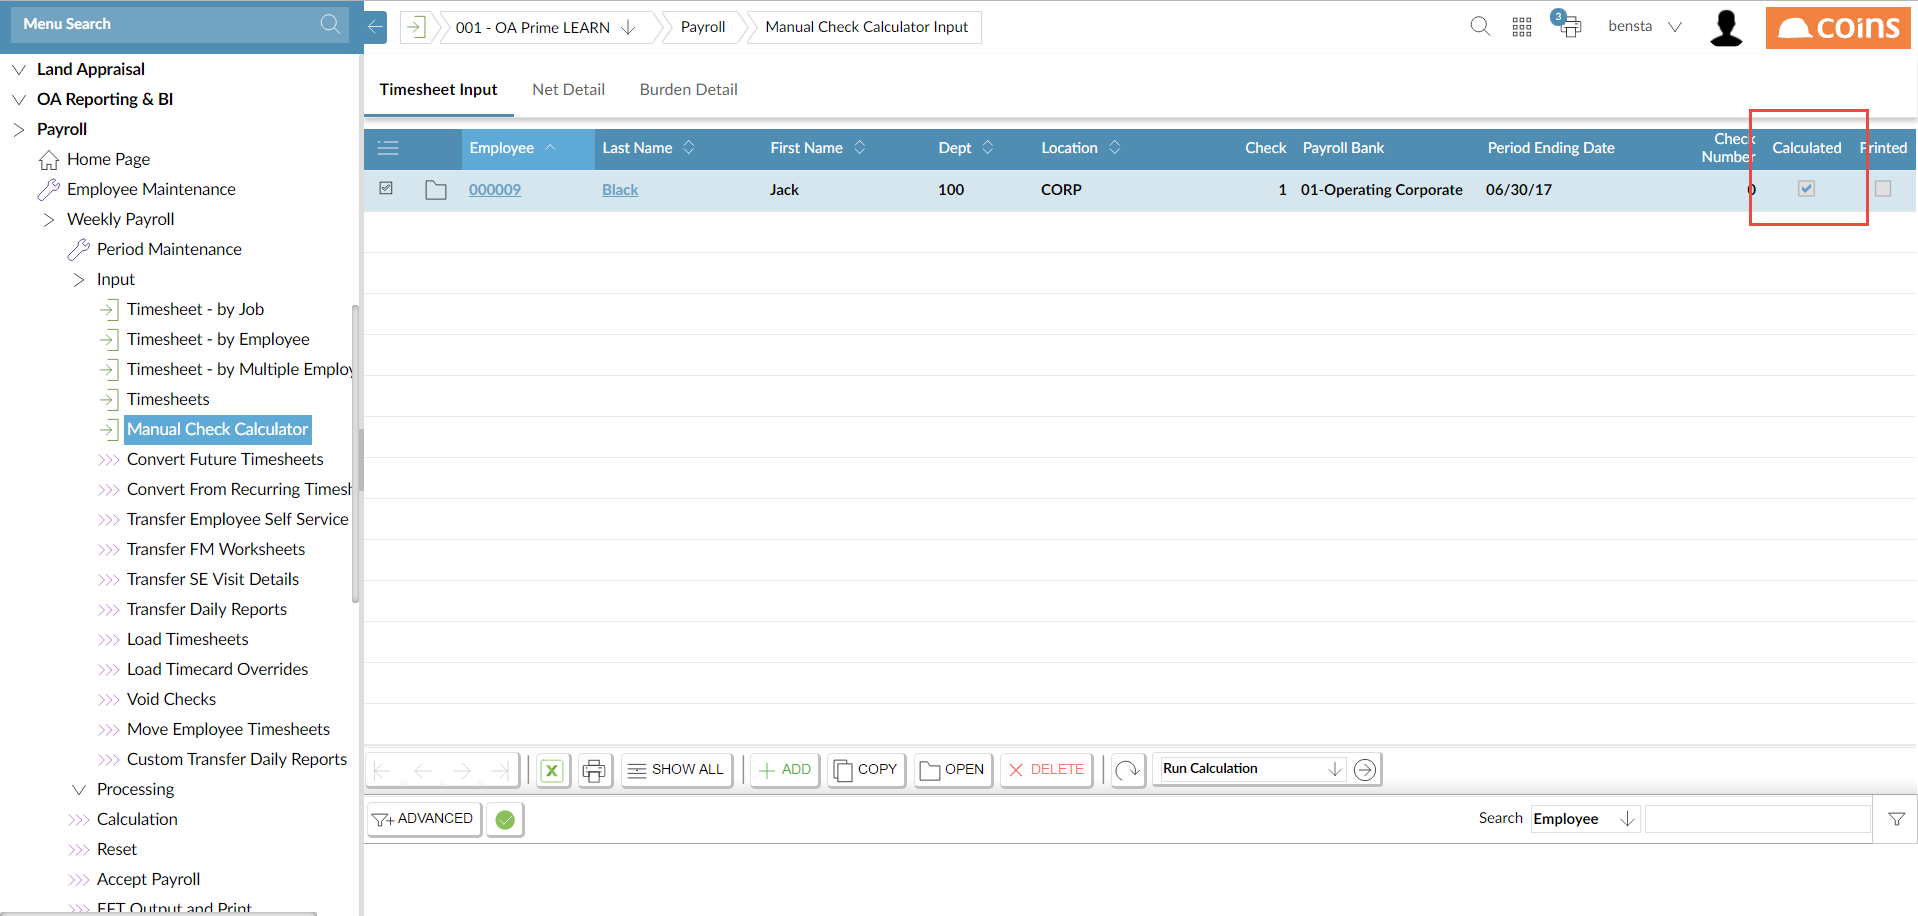 Menu Search
001 - OA Prime LEARN
Payroll
Manual Check Calculator Input
3
bensta
coins
Land Appraisal
OA Reporting & BI
Payroll
Home Page
Employee Maintenance
Weekly Payroll
Period Maintenance
Input
Timesheet - by Job
Timesheet - by Employee
Timesheet - by Multiple Employ
Timesheets
Manual Check Calculator
Convert Future Timesheets
Convert From Recurring Timesh
Transfer Employee Self Service
Transfer FM Worksheets
Transfer SE Visit Details
Transfer Daily Reports
Load Timesheets
Load Timecard Overrides
Void Checks
Move Employee Timesheets
Custom Transfer Daily Reports
Processing
Calculation
Reset
Accept Payroll
EFT Output and Print
Timesheet Input Net Detail Burden Detail
Employee Last Name First Name Dept Location Check Payroll Bank Period Ending Date Check Number Calculated Printed
000009 Black Jack 100 CORP 1 01-Operating Corporate 06/30/17 0
SHOW ALL ADD COPY OPEN DELETE Run Calculation
ADVANCED Search Employee